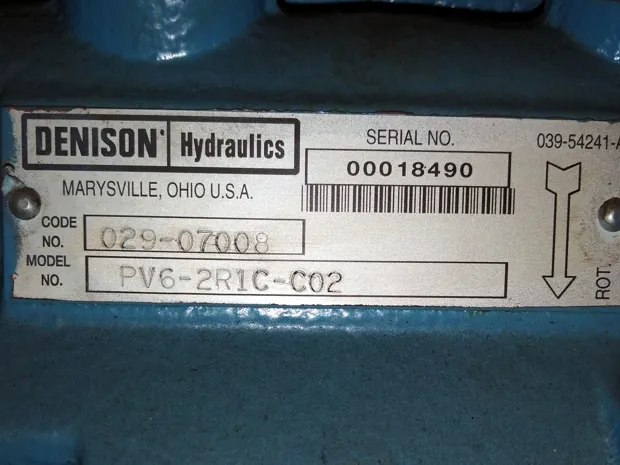 DENISON Hydraulics
MARYSVILLE, OHIO U.S.A.
SERIAL NO.
00018490
039-54241-A
CODE NO. 029-07008
MODEL NO. PV6-2R1C-C02
ROT.